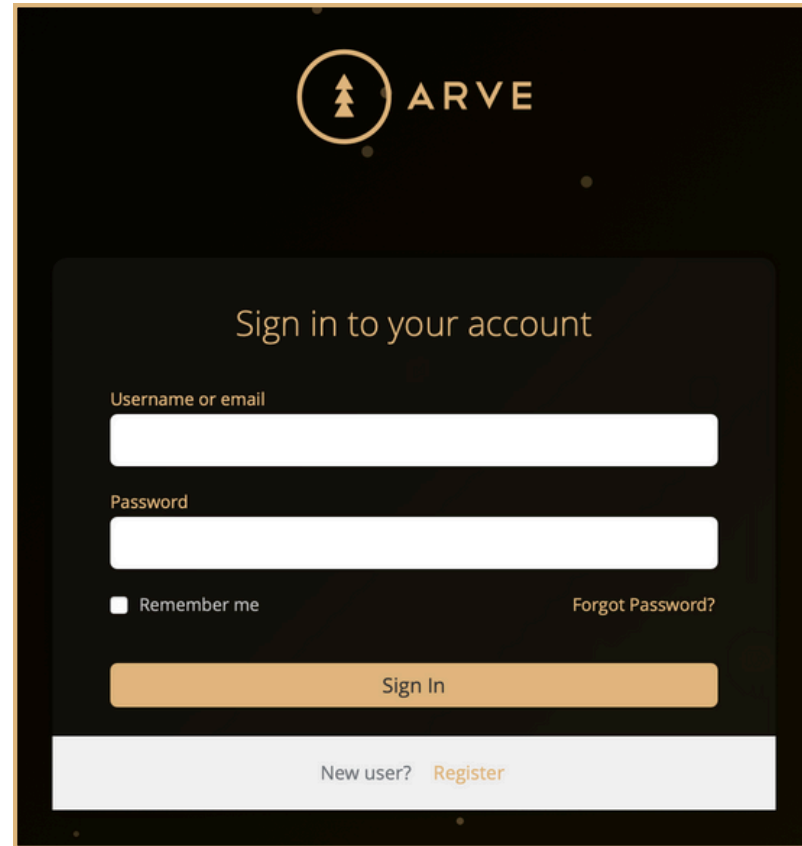 ARVE
Sign in to your account
Username or email
Password
Remember me Forgot Password?
Sign In
New user? Register